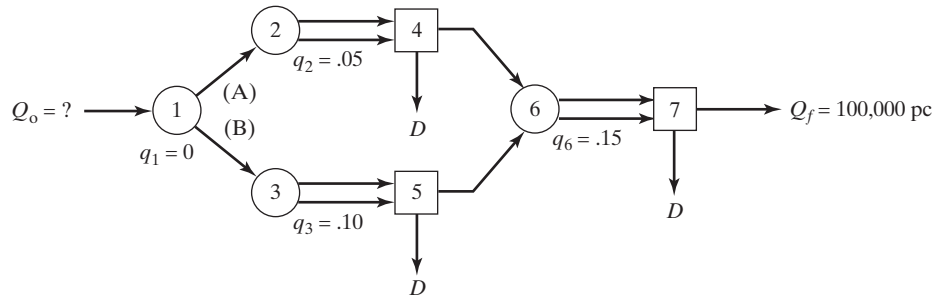 2
4
q2 = .05
(A)
D
Qo = ?
1
(B)
q1 = 0
6
7
Qf = 100,000 pc
q6 = .15
D
3
5
q3 = .10
D